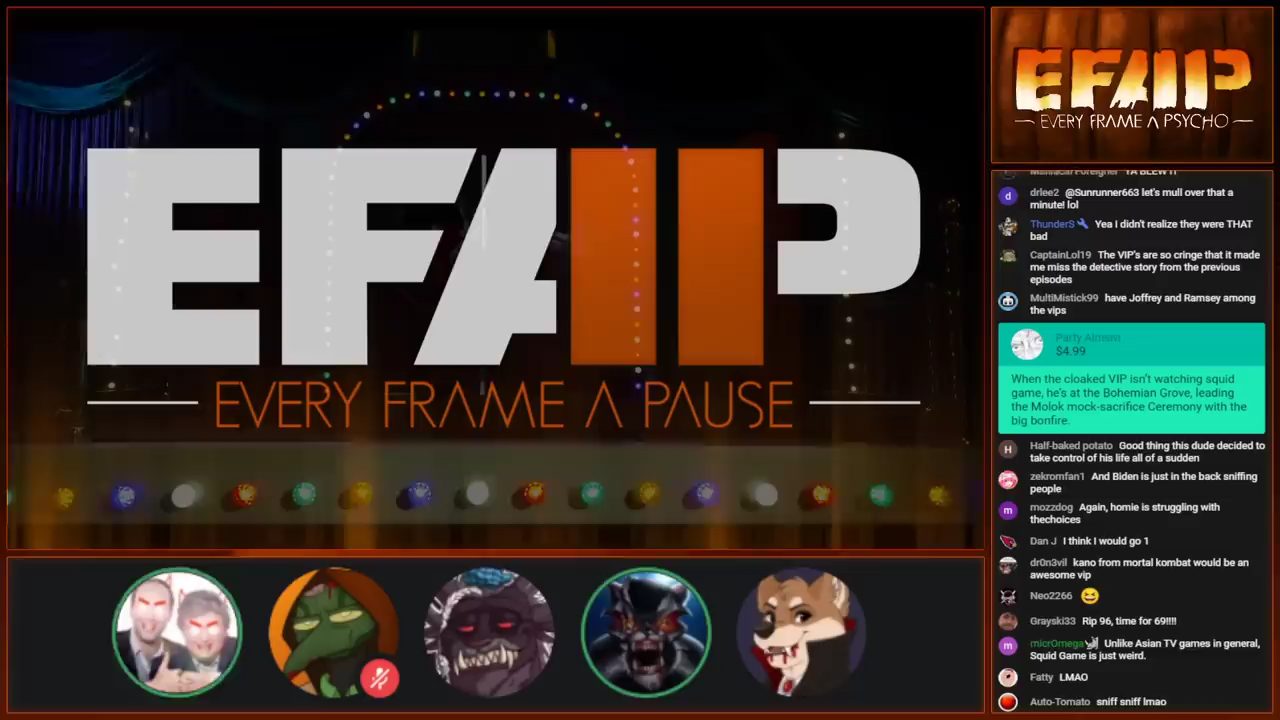 EFAP
EVERY FRAME A PAUSE
EFAP
EVERY FRAME A PSYCHO
YA BLEW IT
drlee2 @Sunrunner663 let's mull over that a
minute! lol
ThunderS Yea I didn't realize they were THAT
bad
CaptainLol19 The VIP's are so cringe that it made
me miss the detective story from the previous
episodes
MultiMistick99 have Joffrey and Ramsey among
the vips
$4.99
When the cloaked VIP isn't watching squid
game, he's at the Bohemian Grove, leading
the Molok mock-sacrifice Ceremony with the
big bonfire.
H
Half-baked potato Good thing this dude decided to
take control of his life all of a sudden
zekromfan1 And Biden is just in the back sniffing
people
m
mozzdog Again, homie is struggling with
thechoices
Dan J I think I would go 1
dr0n3vil kano from mortal kombat would be an
awesome vip
Neo2266 😆
Grayski33 Rip 96, time for 69!!!!
m
micrOmega Unlike Asian TV games in general,
Squid Game is just weird.
Fatty LMAO
Auto-Tomato sniff sniff lmao